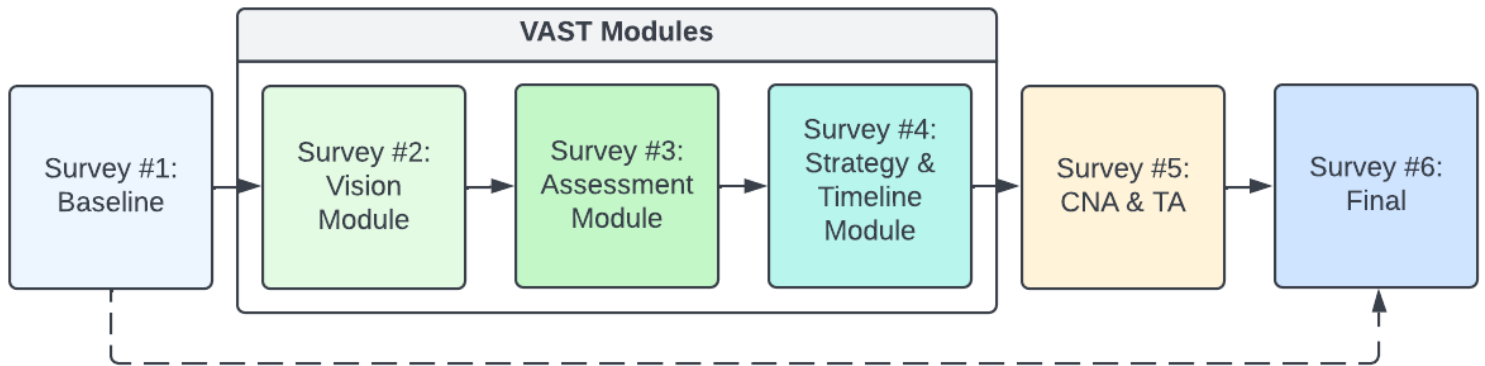 VAST Modules
Survey #1:
Baseline
Survey #2:
Vision
Module
Survey #3:
Assessment
Module
Survey #4:
Strategy &
Timeline
Module
Survey #5:
CNA & TA
Survey #6:
Final